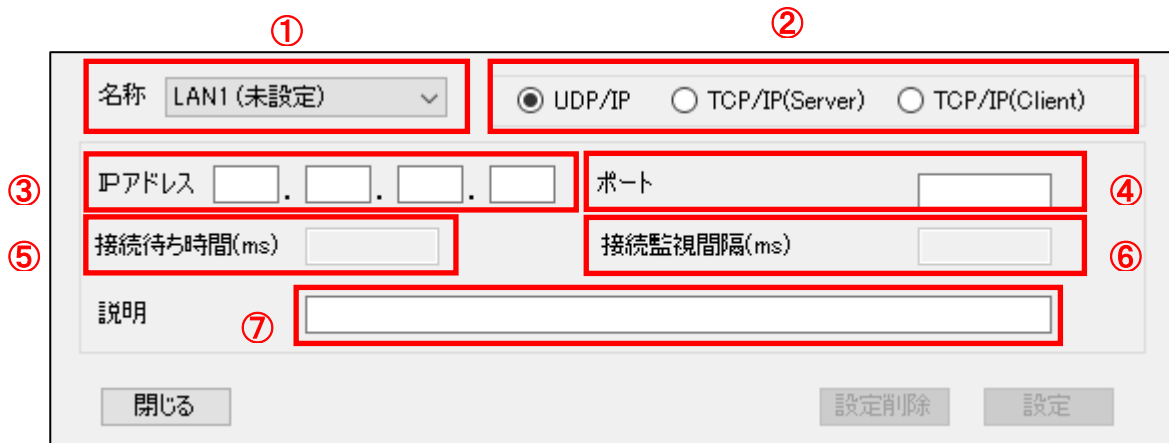 ① ②
名称 LAN1 (未設定) UDP/IP TCP/IP(Server) TCP/IP(Client)
③ IPアドレス . . . ポート ④
⑤ 接続待ち時間(ms) 接続監視間隔(ms) ⑥
説明 ⑦
閉じる 設定削除 設定